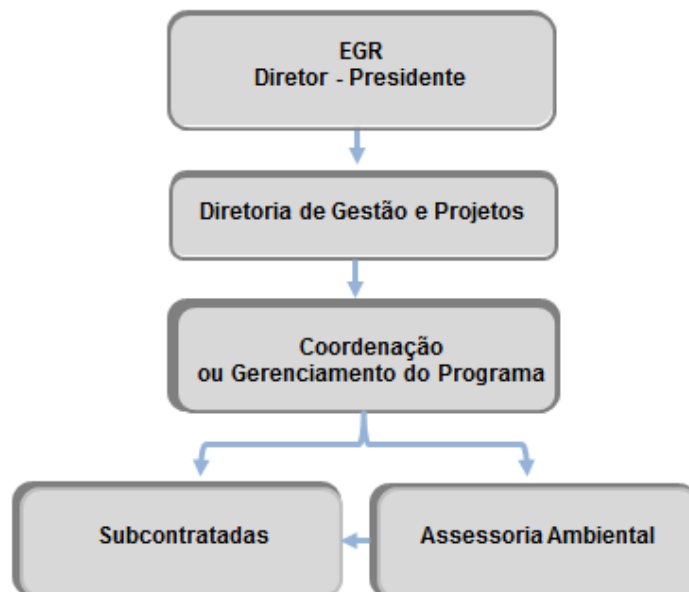 EGR
Diretor - Presidente
Diretoria de Gestão e Projetos
Coordenação
ou Gerenciamento do Programa
Subcontratadas
Assessoria Ambiental